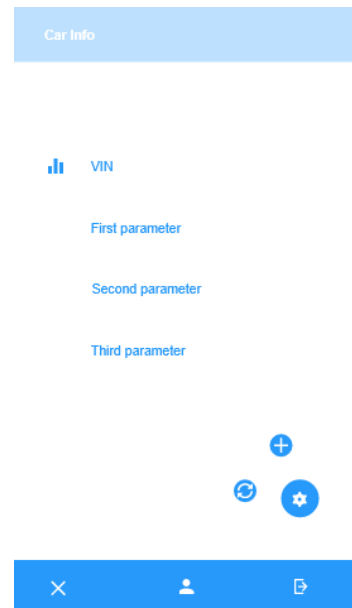 Car Info
VIN
First parameter
Second parameter
Third parameter